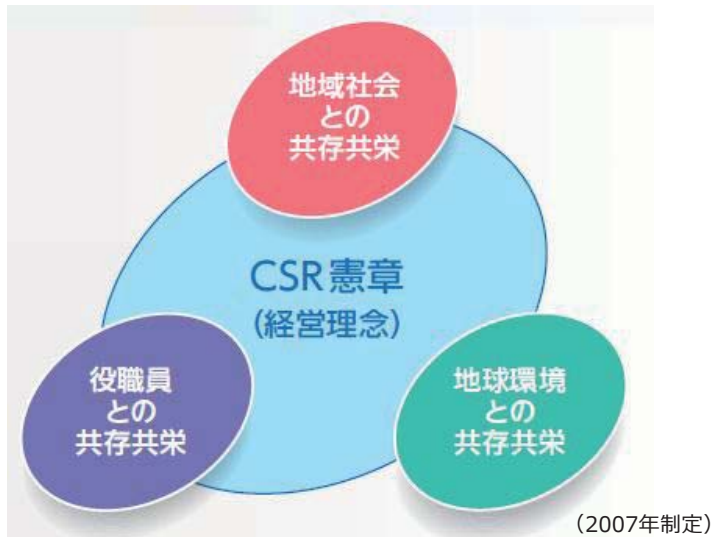 地域社会
との
共存共栄
CSR憲章
(経営理念)
役職員
との
共存共栄
地球環境
との
共存共栄
(2007年制定)